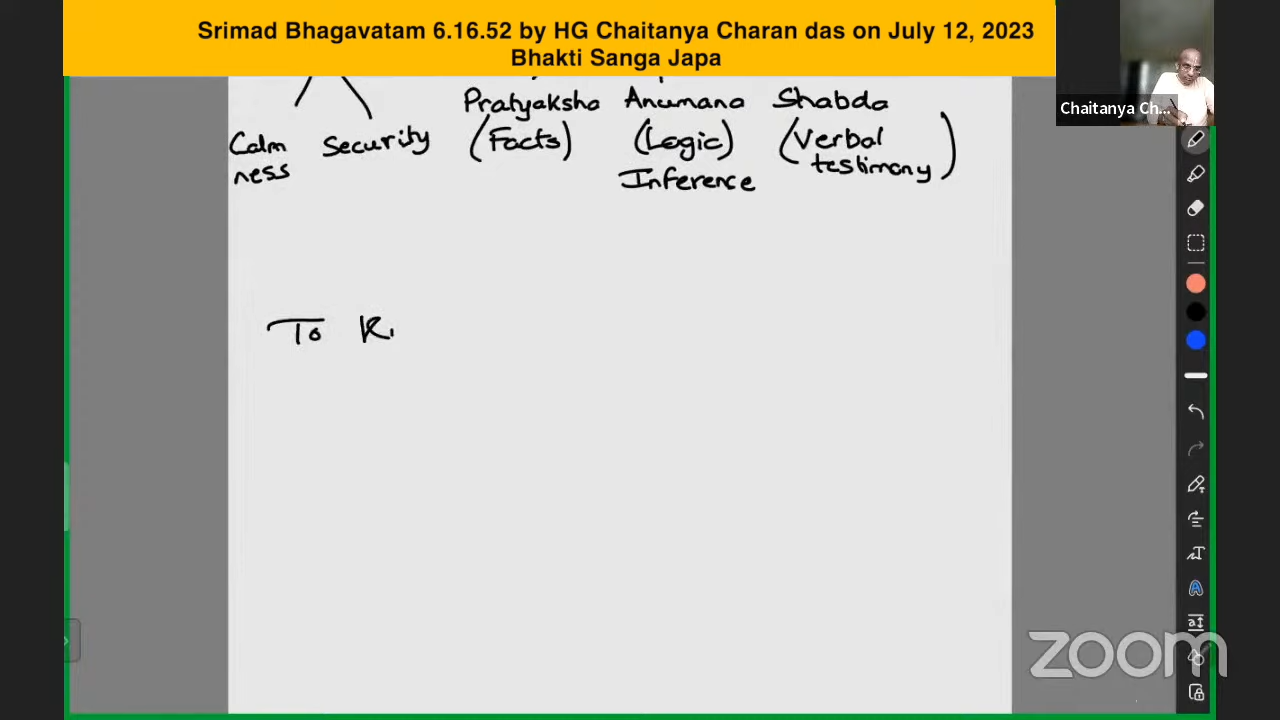 Srimad Bhagavatam 6.16.52 by HG Chaitanya Charan das on July 12, 2023
Bhakti Sanga Japa
Chaitanya Ch...
Pratyaksha Anumana Shabda
Calm Security (Facts) (Logic) (Verbal
ness Inference testimony)
To K
zoom